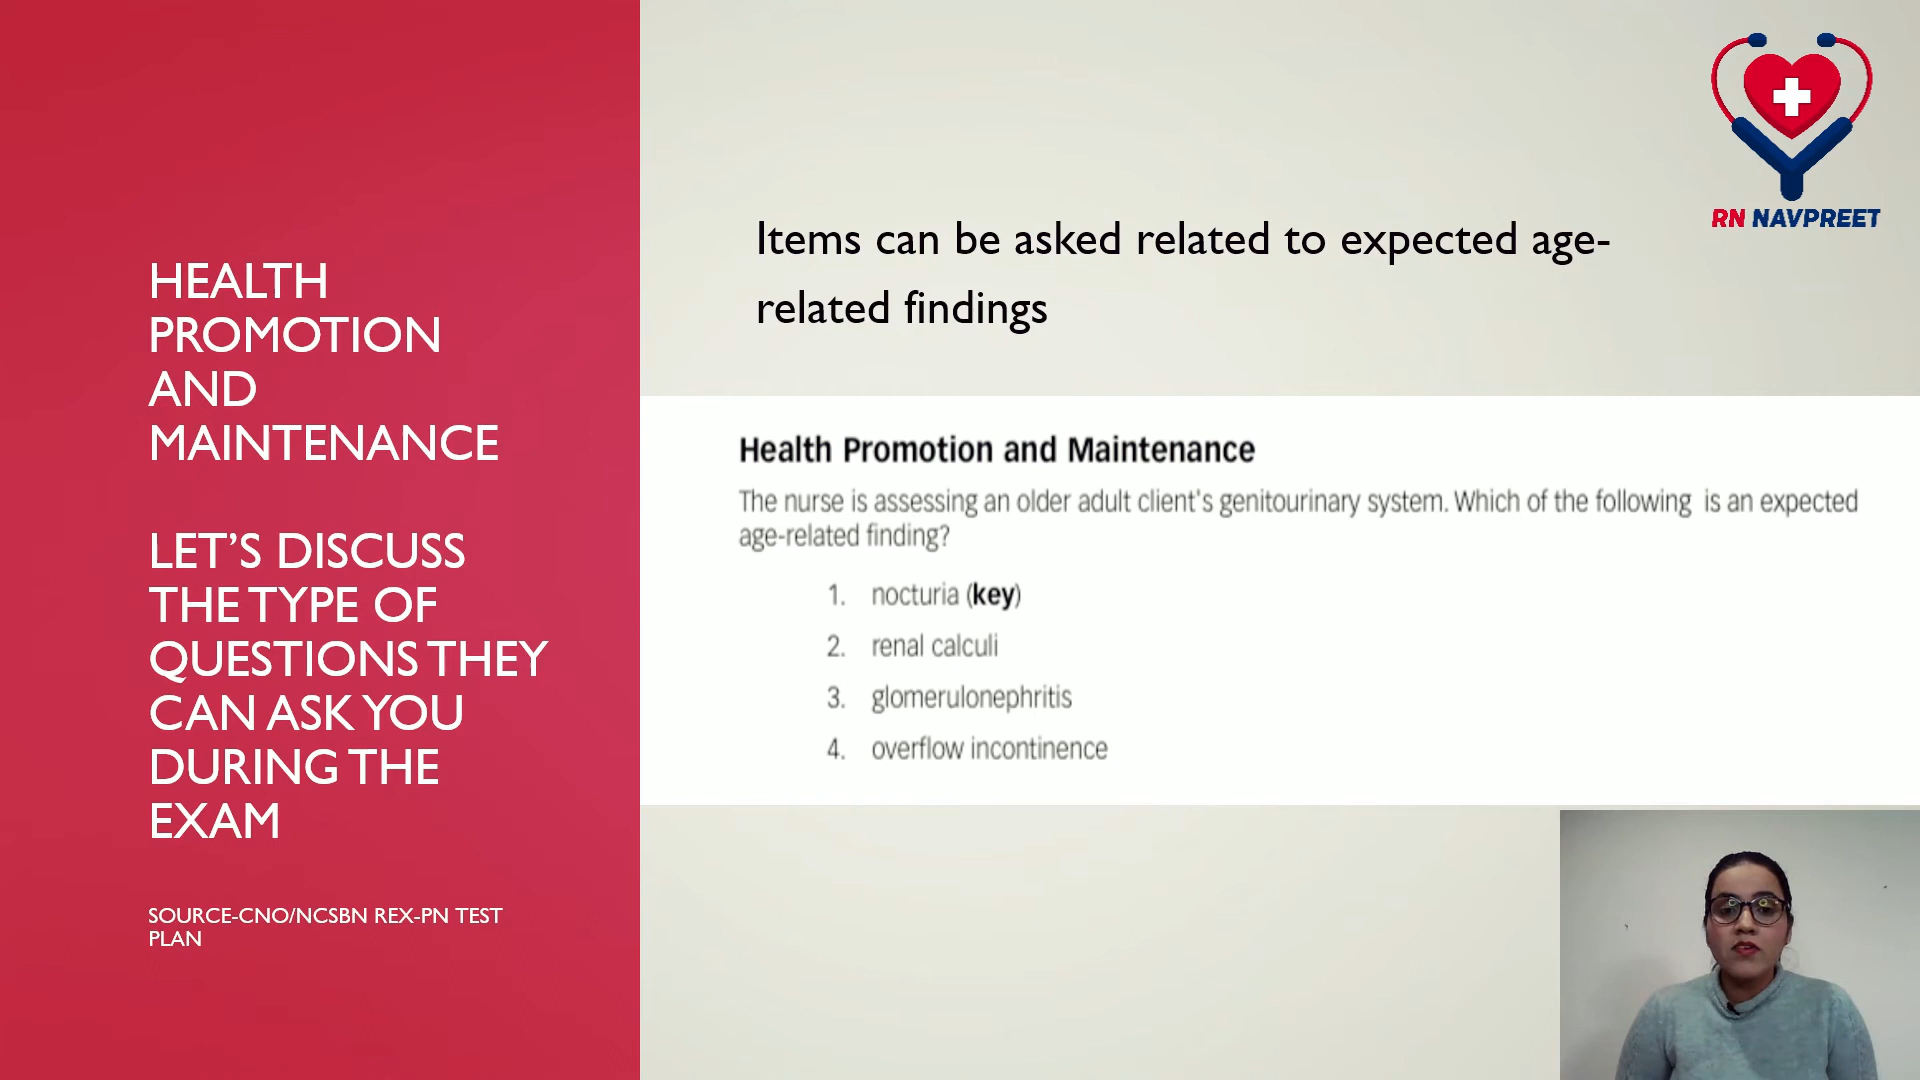 HEALTH
PROMOTION
AND
MAINTENANCE
LET’S DISCUSS
THE TYPE OF
QUESTIONS THEY
CAN ASK YOU
DURING THE
EXAM
SOURCE-CNO/NCSBN REX-PN TEST
PLAN
RN NAVPREET
Items can be asked related to expected age-
related findings
Health Promotion and Maintenance
The nurse is assessing an older adult client's genitourinary system. Which of the following is an expected
age-related finding?
1. nocturia (key)
2. renal calculi
3. glomerulonephritis
4. overflow incontinence